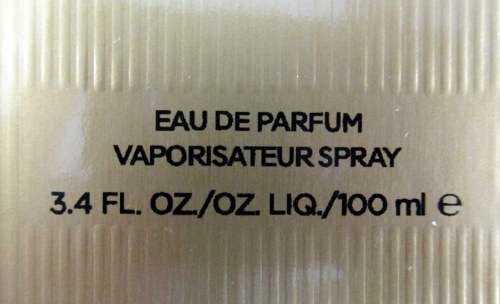 EAU DE PARFUM
VAPORISATEUR SPRAY
3.4 FL. OZ./OZ. LIQ./100 ml ℮